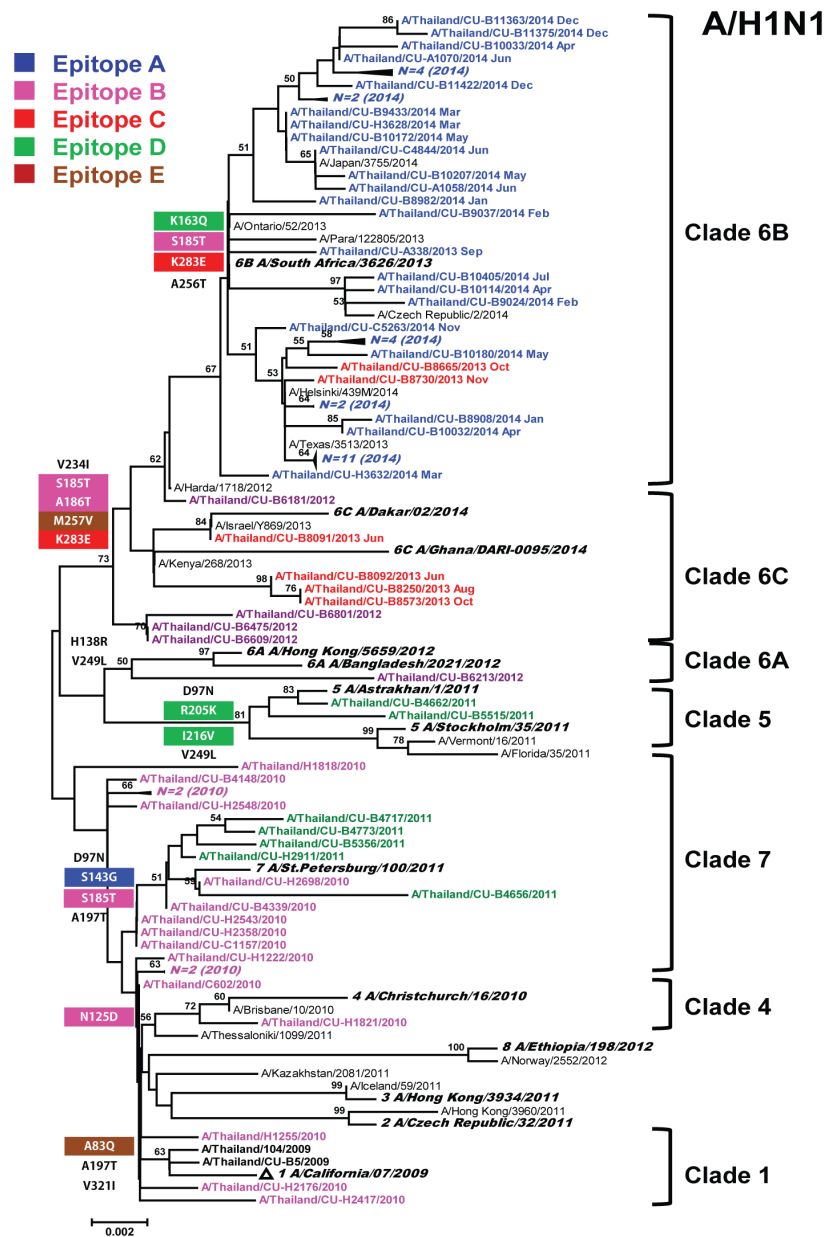 A/H1N1
Epitope A
Epitope B
Epitope C
Epitope D
Epitope E
86
A/Thailand/CU-B11363/2014 Dec
A/Thailand/CU-B11375/2014 Dec
A/Thailand/CU-B10033/2014 Apr
A/Thailand/CU-A1070/2014 Jun
N=4 (2014)
50
A/Thailand/CU-B11422/2014 Dec
N=2 (2014)
A/Thailand/CU-B9433/2014 Mar
A/Thailand/CU-H3628/2014 Mar
A/Thailand/CU-B10172/2014 May
51
A/Thailand/CU-C4844/2014 Jun
65
A/Japan/3755/2014
A/Thailand/CU-B10207/2014 May
A/Thailand/CU-A1058/2014 Jun
A/Thailand/CU-B8982/2014 Jan
A/Thailand/CU-B9037/2014 Feb
K163Q
A/Ontario/52/2013
S185T
A/Para/122805/2013
Clade 6B
A/Thailand/CU-A338/2013 Sep
K283E
6B A/South Africa/3626/2013
A256T
A/Thailand/CU-B10405/2014 Jul
97
A/Thailand/CU-B10114/2014 Apr
53
A/Thailand/CU-B9024/2014 Feb
A/Czech Republic/2/2014
A/Thailand/CU-C5263/2014 Nov
58
N=4 (2014)
55
A/Thailand/CU-B10180/2014 May
A/Thailand/CU-B8665/2013 Oct
67
53
A/Thailand/CU-B8730/2013 Nov
A/Helsinki/439M/2014
64
N=2 (2014)
85
A/Thailand/CU-B8908/2014 Jan
A/Thailand/CU-B10032/2014 Apr
A/Texas/3513/2013
64
N=11 (2014)
V234I
62
A/Thailand/CU-H3632/2014 Mar
S185T
A/Harda/1718/2012
A186T
A/Thailand/CU-B6181/2012
M257V
6C A/Dakar/02/2014
84
A/Israel/Y869/2013
K283E
A/Thailand/CU-B8091/2013 Jun
6C A/Ghana/DARI-0095/2014
73
A/Kenya/268/2013
Clade 6C
98
A/Thailand/CU-B8092/2013 Jun
76
A/Thailand/CU-B8250/2013 Aug
A/Thailand/CU-B8573/2013 Oct
A/Thailand/CU-B6801/2012
70
A/Thailand/CU-B6475/2012
H138R
A/Thailand/CU-B6609/2012
97
6A A/Hong Kong/5659/2012
V249L
50
6A A/Bangladesh/2021/2012
Clade 6A
A/Thailand/CU-B6213/2012
D97N
83
5 A/Astrakhan/1/2011
R205K
A/Thailand/CU-B4662/2011
81
A/Thailand/CU-B5515/2011
Clade 5
I216V
99
5 A/Stockholm/35/2011
78
A/Vermont/16/2011
V249L
A/Florida/35/2011
A/Thailand/H1818/2010
A/Thailand/CU-B4148/2010
66
N=2 (2010)
A/Thailand/CU-H2548/2010
54
A/Thailand/CU-B4717/2011
A/Thailand/CU-B4773/2011
A/Thailand/CU-B5356/2011
D97N
A/Thailand/CU-H2911/2011
Clade 7
S143G
51
7 A/St.Petersburg/100/2011
59
A/Thailand/CU-H2698/2010
S185T
A/Thailand/CU-B4656/2011
A/Thailand/CU-B4339/2010
A197T
A/Thailand/CU-H2543/2010
A/Thailand/CU-H2358/2010
A/Thailand/CU-C1157/2010
A/Thailand/CU-H1222/2010
63
N=2 (2010)
A/Thailand/C602/2010
60
4 A/Christchurch/16/2010
72
A/Brisbane/10/2010
Clade 4
N125D
56
A/Thailand/CU-H1821/2010
A/Thessaloniki/1099/2011
100
8 A/Ethiopia/198/2012
A/Norway/2552/2012
A/Kazakhstan/2081/2011
99
A/Iceland/59/2011
3 A/Hong Kong/3934/2011
99
A/Hong Kong/3960/2011
2 A/Czech Republic/32/2011
A/Thailand/H1255/2010
A83Q
A/Thailand/104/2009
63
A/Thailand/CU-B5/2009
A197T
1 A/California/07/2009
Clade 1
V321I
A/Thailand/CU-H2176/2010
A/Thailand/CU-H2417/2010
0.002